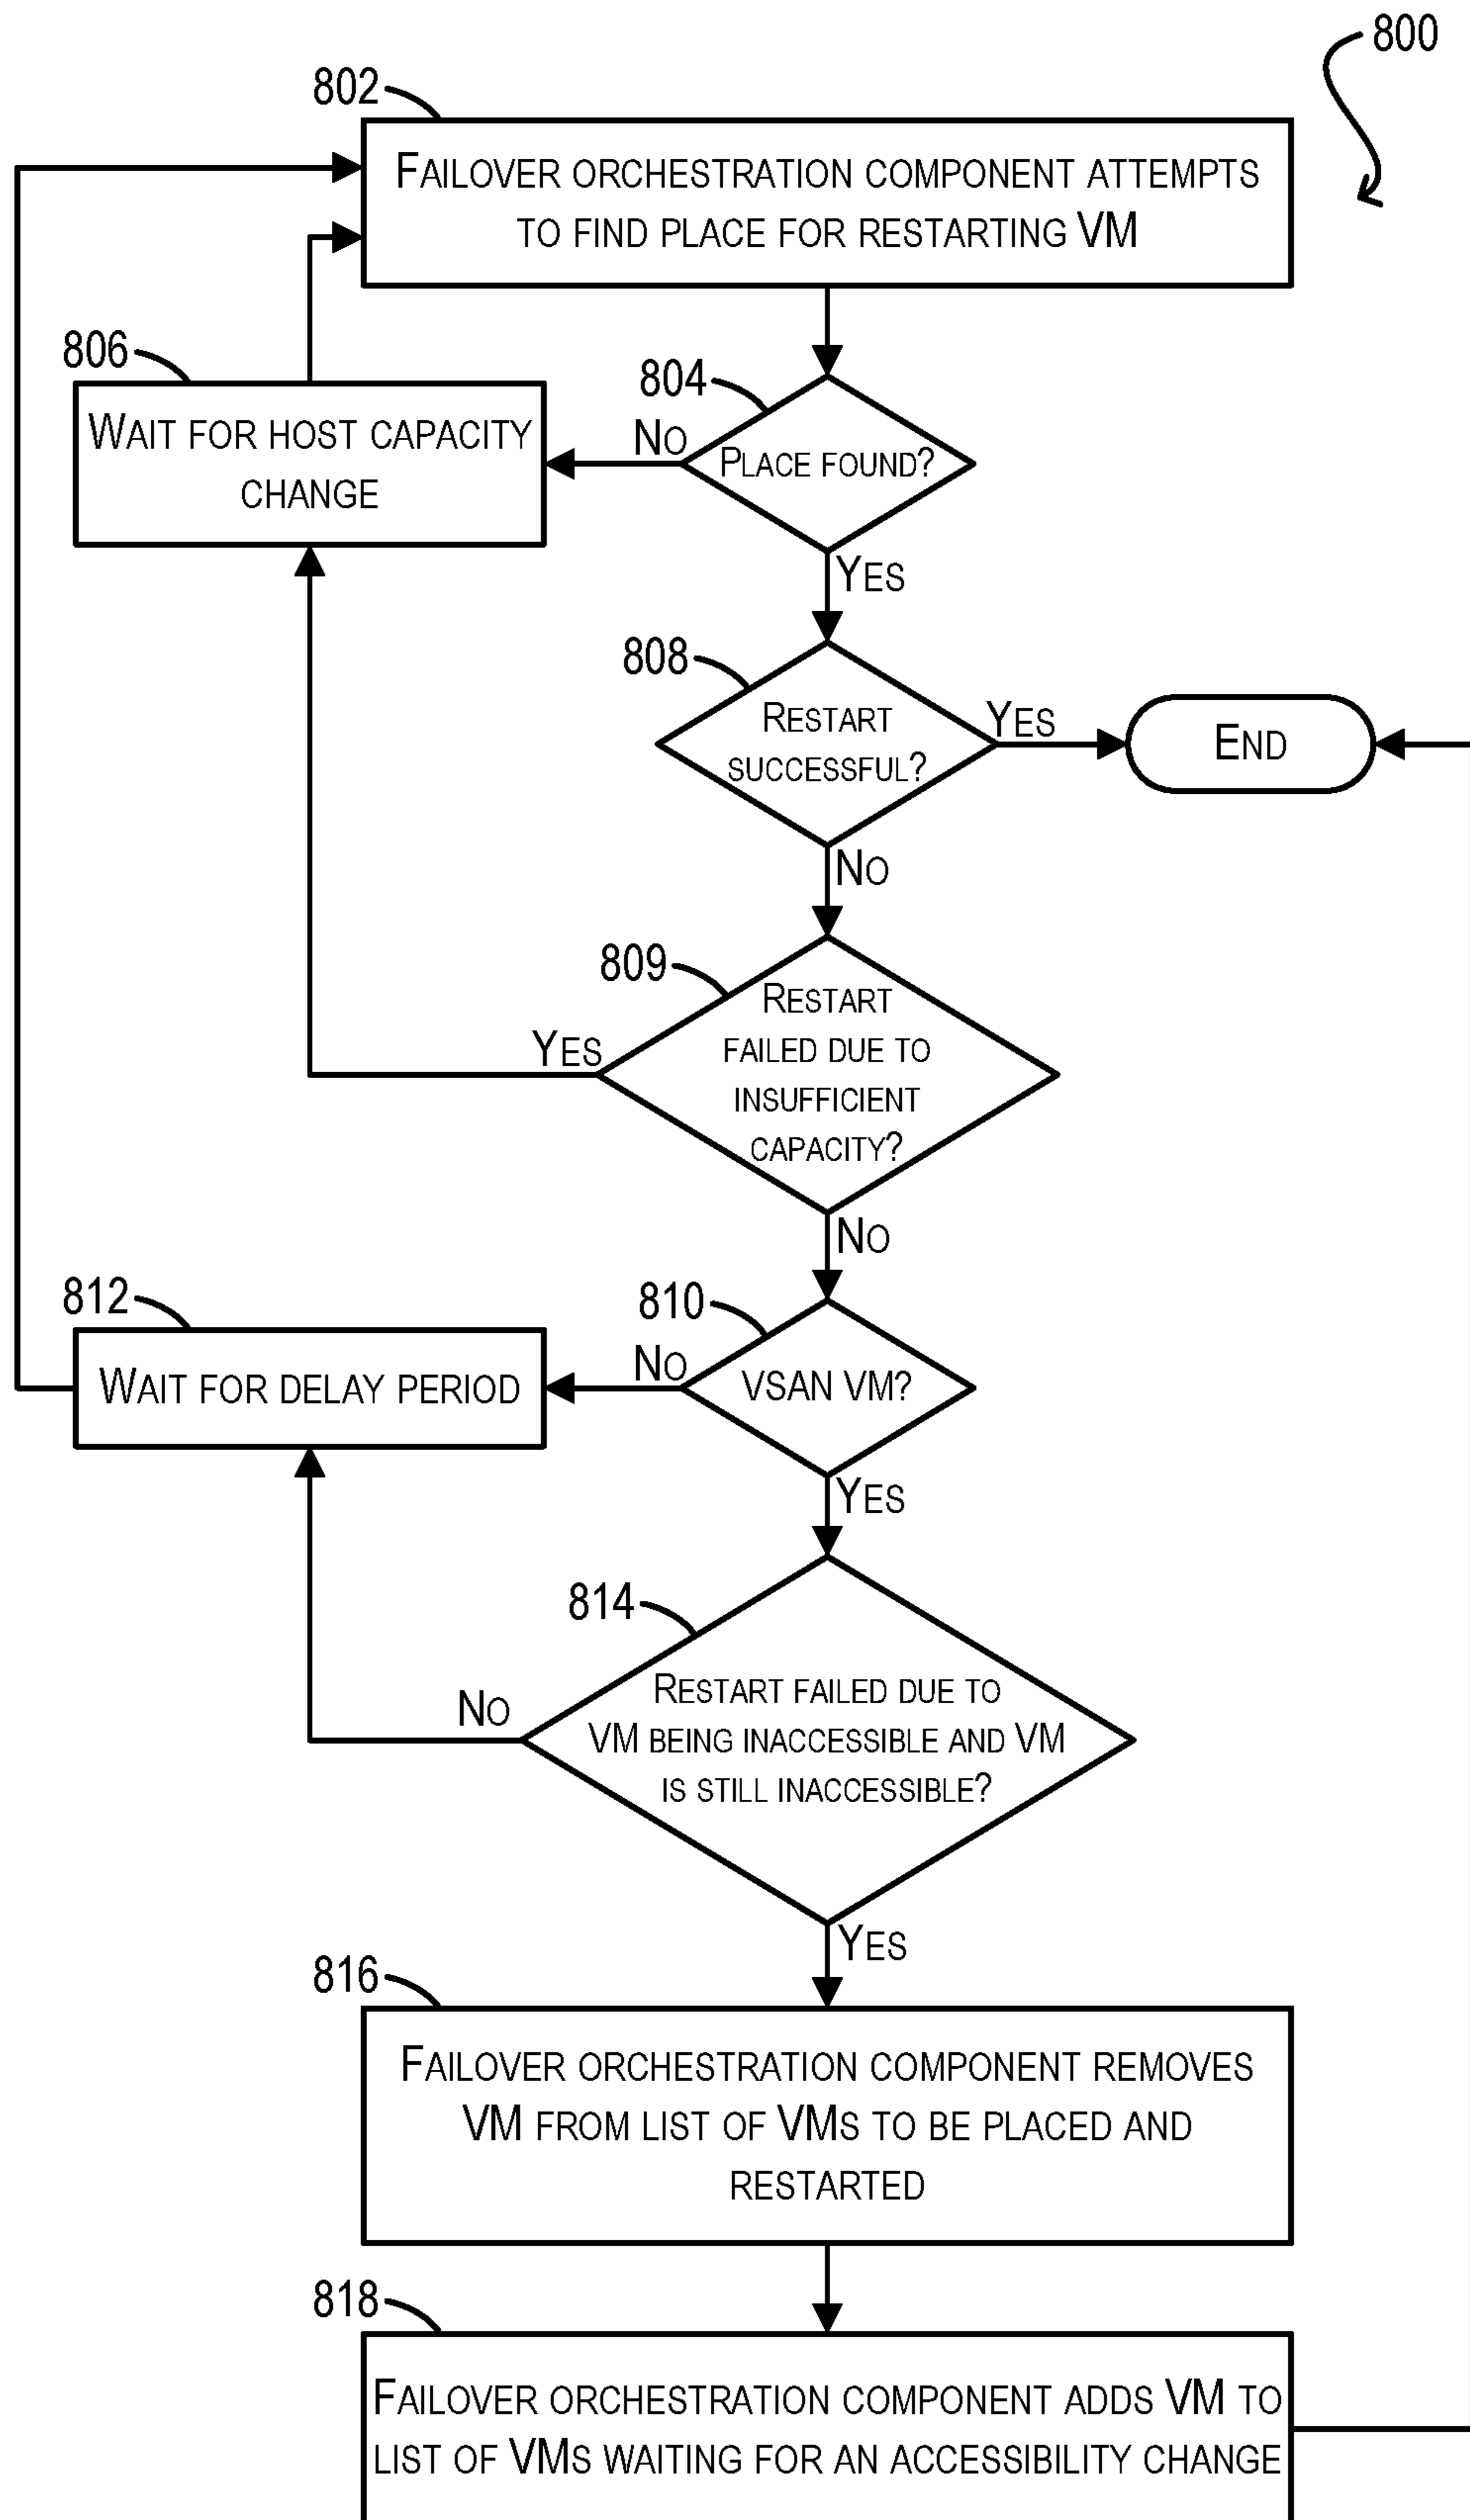 800
802
Failover orchestration component attempts
to find place for restarting VM
806
Wait for host capacity
change
804
No
Place found?
Yes
808
Restart
successful?
Yes
End
No
809
Restart
failed due to
insufficient
capacity?
Yes
No
812
Wait for delay period
810
No
VSAN VM?
Yes
814
Restart failed due to
VM being inaccessible and VM
is still inaccessible?
No
Yes
816
Failover orchestration component removes
VM from list of VMs to be placed and
restarted
818
Failover orchestration component adds VM to
list of VMs waiting for an accessibility change